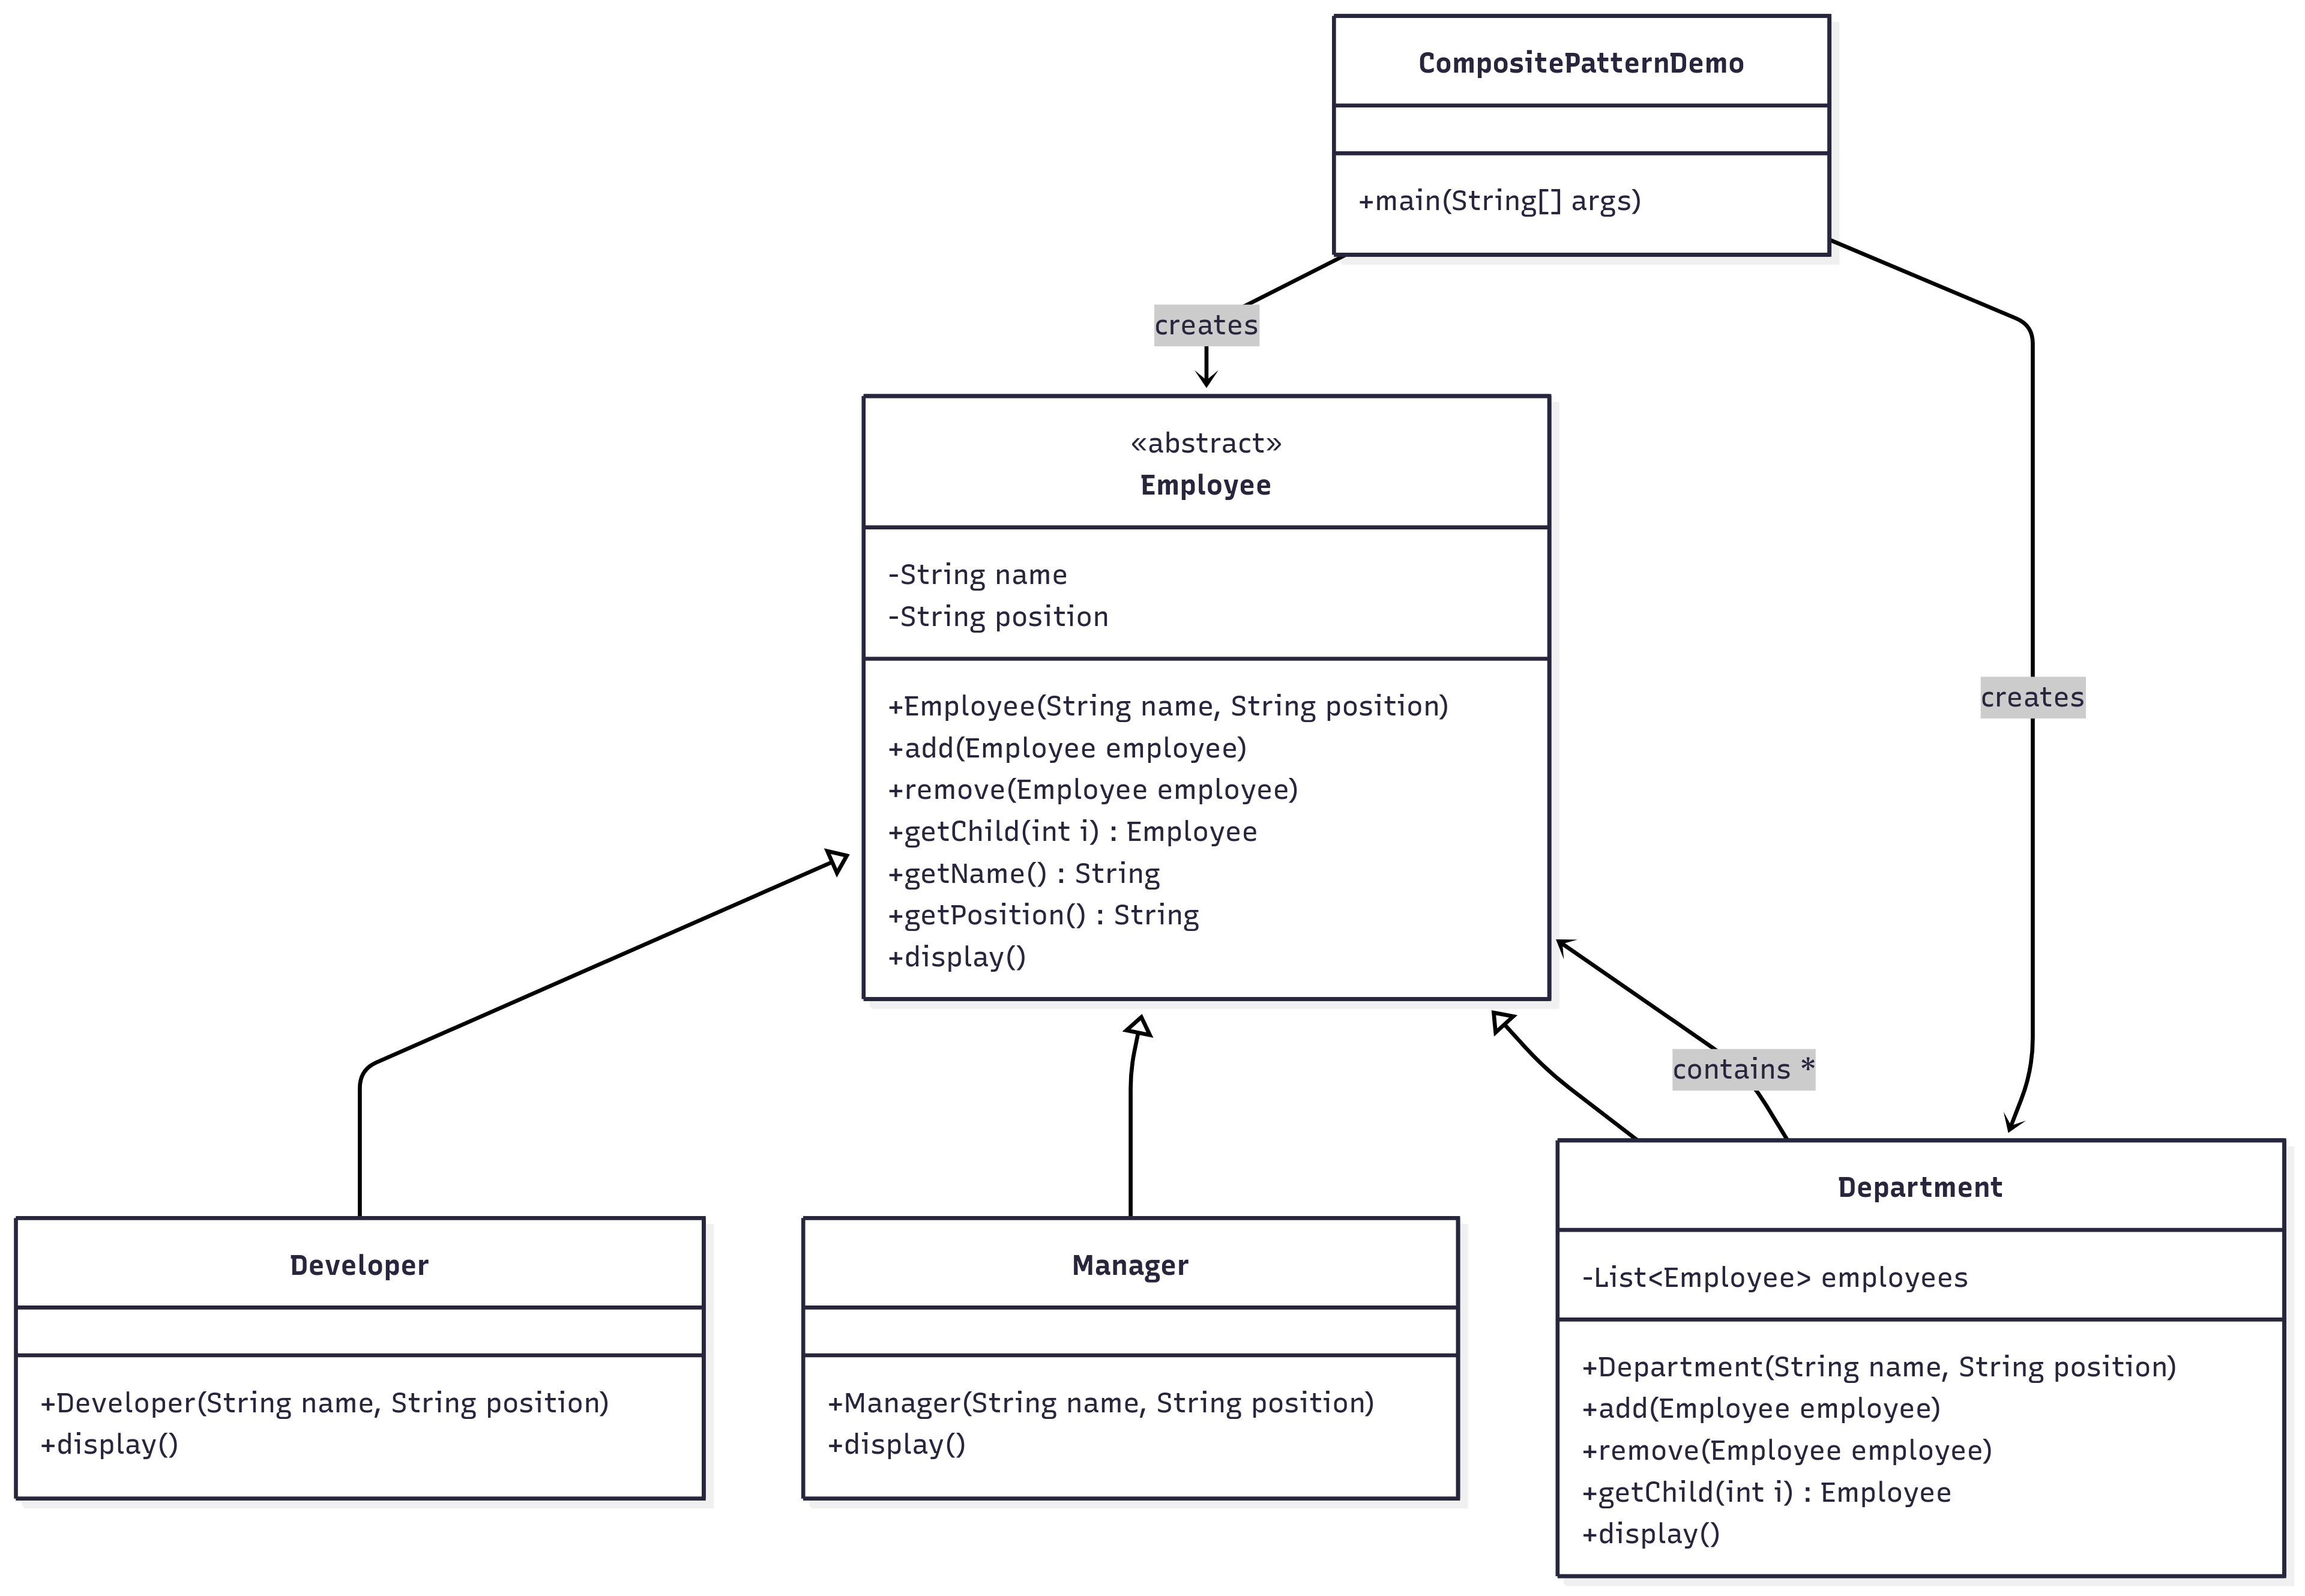 CompositePatternDemo
+main(String[] args)
creates
«abstract»
Employee
-String name
-String position
+Employee(String name, String position)
+add(Employee employee)
+remove(Employee employee)
+getChild(int i) : Employee
+getName() : String
+getPosition() : String
+display()
creates
contains *
Developer
+Developer(String name, String position)
+display()
Manager
+Manager(String name, String position)
+display()
Department
-List<Employee> employees
+Department(String name, String position)
+add(Employee employee)
+remove(Employee employee)
+getChild(int i) : Employee
+display()